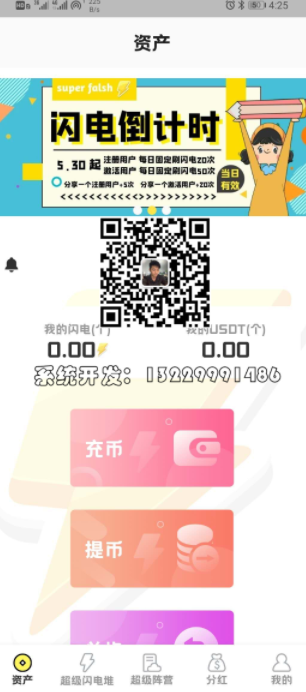 225
B/s
4:25
资产
super falsh
闪电倒计时
5.30起
注册用户 每日固定刷闪电20次
激活用户 每日固定刷闪电50次
当日
有效
分享一个注册用户+5次 分享一个激活用户+20次
我的闪电(个)
我的USDT(个)
0.00
0.00
系统开发：13229991486
充币
提币
资产
超级闪电堆
超级阵营
分红
我的